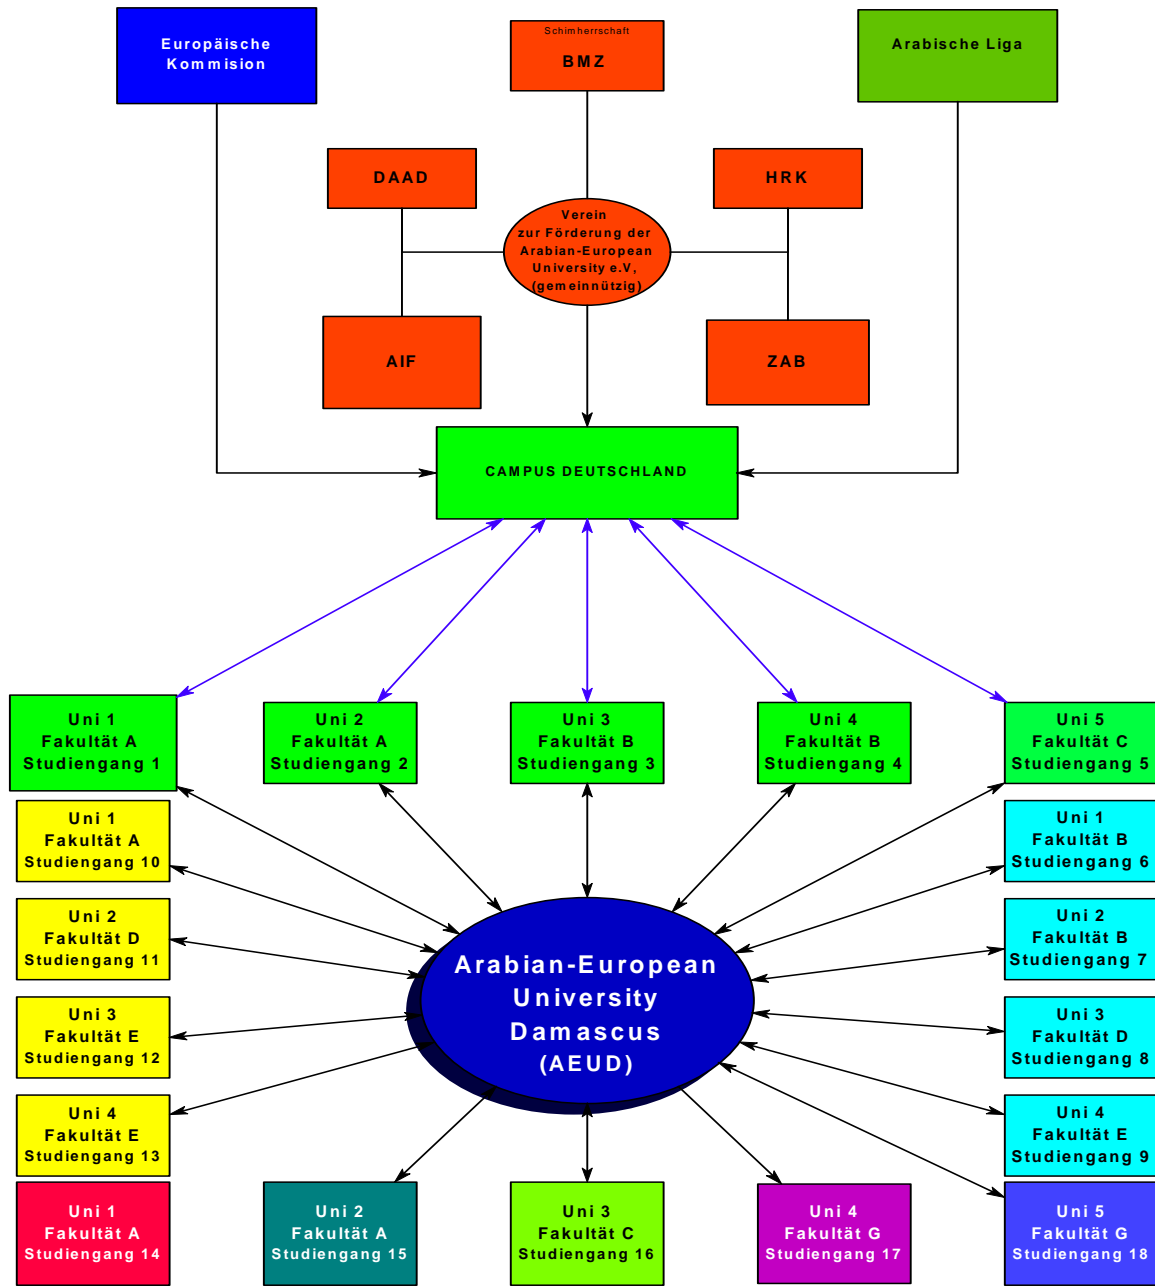 Europäische
Kommision
Schimherrschaft
BMZ
Arabische Liga
DAAD
HRK
Verein
zur Förderung der
Arabian-European
University e.V,
(gemeinnützig)
AIF
ZAB
CAMPUS DEUTSCHLAND
Uni 1
Fakultät A
Studiengang 1
Uni 2
Fakultät A
Studiengang 2
Uni 3
Fakultät B
Studiengang 3
Uni 4
Fakultät B
Studiengang 4
Uni 5
Fakultät C
Studiengang 5
Uni 1
Fakultät A
Studiengang 10
Uni 1
Fakultät B
Studiengang 6
Uni 2
Fakultät D
Studiengang 11
Uni 2
Fakultät B
Studiengang 7
Arabian-European
University
Damascus
(AEUD)
Uni 3
Fakultät E
Studiengang 12
Uni 3
Fakultät D
Studiengang 8
Uni 4
Fakultät E
Studiengang 13
Uni 4
Fakultät E
Studiengang 9
Uni 1
Fakultät A
Studiengang 14
Uni 2
Fakultät A
Studiengang 15
Uni 3
Fakultät C
Studiengang 16
Uni 4
Fakultät G
Studiengang 17
Uni 5
Fakultät G
Studiengang 18